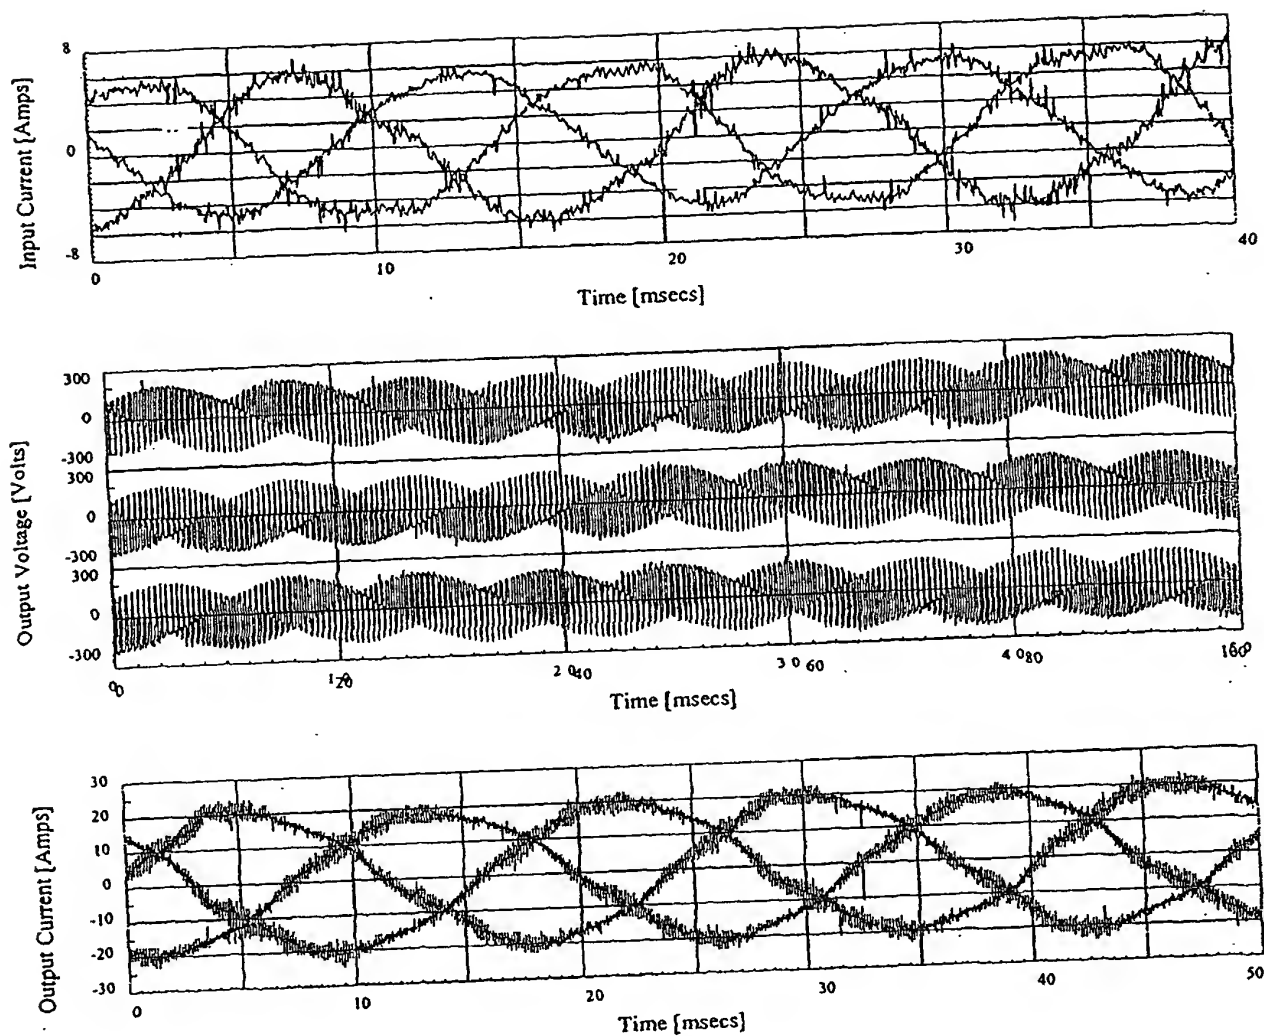 8
0
-8
Input Current [Amps]
0 10 20 30 40
Time [msecs]
300
0
-300
300
0
-300
300
0
-300
Output Voltage [Volts]
Time [msecs]
30
20
10
0
-10
-20
-30
Output Current [Amps]
0 10 20 30 40 50
Time [msecs]